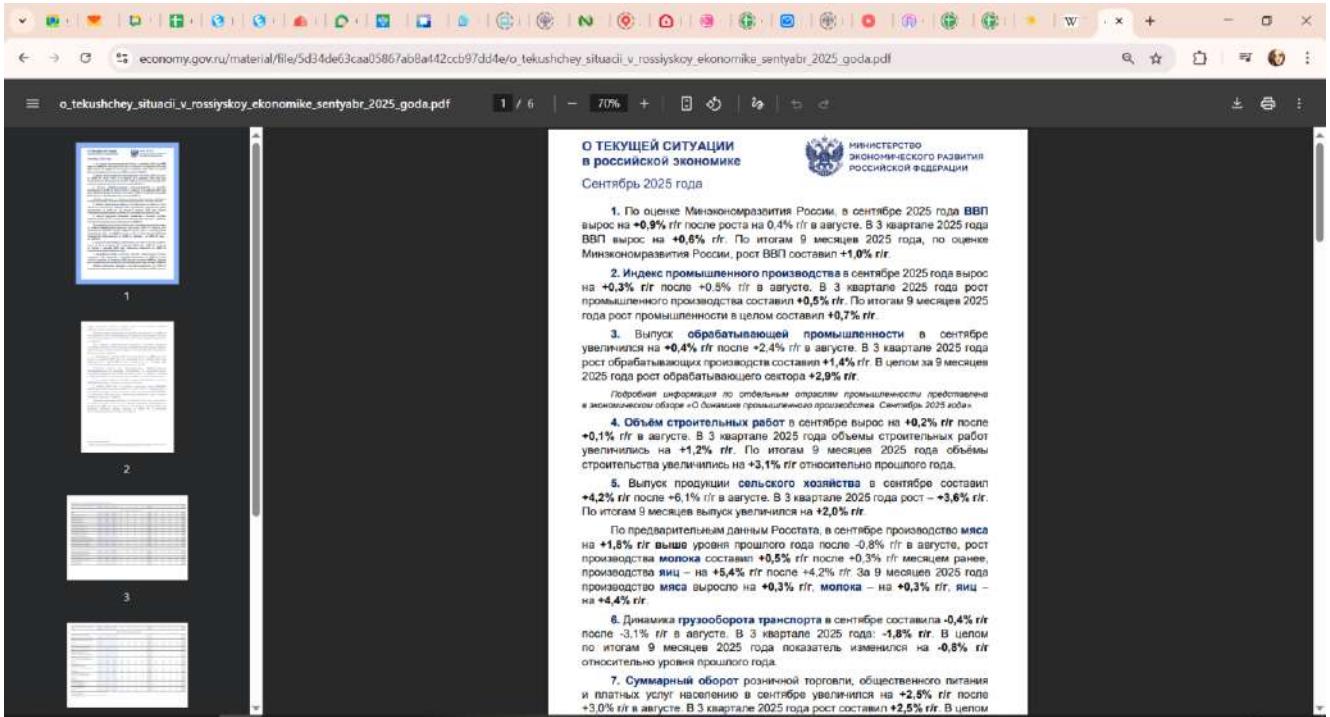 economy.gov.ru/material/file/5d34de63caa05867ab8a442ccb97dd4e/o_tekushchey_situacii_v_rossiyskoy_ekonomike_sentyabr_2025_goda.pdf
o_tekushchey_situacii_v_rossiyskoy_ekonomike_sentyabr_2025_goda.pdf
1 / 6
70%
1
2
3
О ТЕКУЩЕЙ СИТУАЦИИ
в российской экономике
Сентябрь 2025 года
МИНИСТЕРСТВО
ЭКОНОМИЧЕСКОГО РАЗВИТИЯ
РОССИЙСКОЙ ФЕДЕРАЦИИ
1. По оценке Минэкономразвития России, в сентябре 2025 года ВВП
вырос на +0,9% г/г после роста на 0,4% г/г в августе. В 3 квартале 2025 года
ВВП вырос на +0,6% г/г. По итогам 9 месяцев 2025 года, по оценке
Минэкономразвития России, рост ВВП составил +1,0% г/г.
2. Индекс промышленного производства в сентябре 2025 года вырос
на +0,3% г/г после +0,5% г/г в августе. В 3 квартале 2025 года рост
промышленного производства составил +0,5% г/г. По итогам 9 месяцев 2025
года рост промышленности в целом составил +0,7% г/г.
3. Выпуск обрабатывающей промышленности в сентябре
увеличился на +0,4% г/г после +2,4% г/г в августе. В 3 квартале 2025 года
рост обрабатывающих производств составил +1,4% г/г. В целом за 9 месяцев
2025 года рост обрабатывающего сектора +2,9% г/г.
Подробная информация по отдельным отраслям промышленности представлена
в экономическом обзоре «О динамике промышленного производства. Сентябрь 2025 года».
4. Объём строительных работ в сентябре вырос на +0,2% г/г после
+0,1% г/г в августе. В 3 квартале 2025 года объемы строительных работ
увеличились на +1,2% г/г. По итогам 9 месяцев 2025 года объёмы
строительства увеличились на +3,1% г/г относительно прошлого года.
5. Выпуск продукции сельского хозяйства в сентябре составил
+4,2% г/г после +6,1% г/г в августе. В 3 квартале 2025 года рост – +3,6% г/г.
По итогам 9 месяцев выпуск увеличился на +2,0% г/г.
По предварительным данным Росстата, в сентябре производство мяса
на +1,8% г/г выше уровня прошлого года после -0,8% г/г в августе, рост
производства молока составил +0,5% г/г после +0,3% г/г месяцем ранее,
производства яиц – на +5,4% г/г после +4,2% г/г. За 9 месяцев 2025 года
производство мяса выросло на +0,3% г/г, молока – на +0,3% г/г, яиц –
на +4,4% г/г.
6. Динамика грузооборота транспорта в сентябре составила -0,4% г/г
после -3,1% г/г в августе. В 3 квартале 2025 года: -1,8% г/г. В целом
по итогам 9 месяцев 2025 года показатель изменился на -0,8% г/г
относительно уровня прошлого года.
7. Суммарный оборот розничной торговли, общественного питания
и платных услуг населению в сентябре увеличился на +2,5% г/г после
+3,0% г/г в августе. В 3 квартале 2025 года рост составил +2,5% г/г. В целом